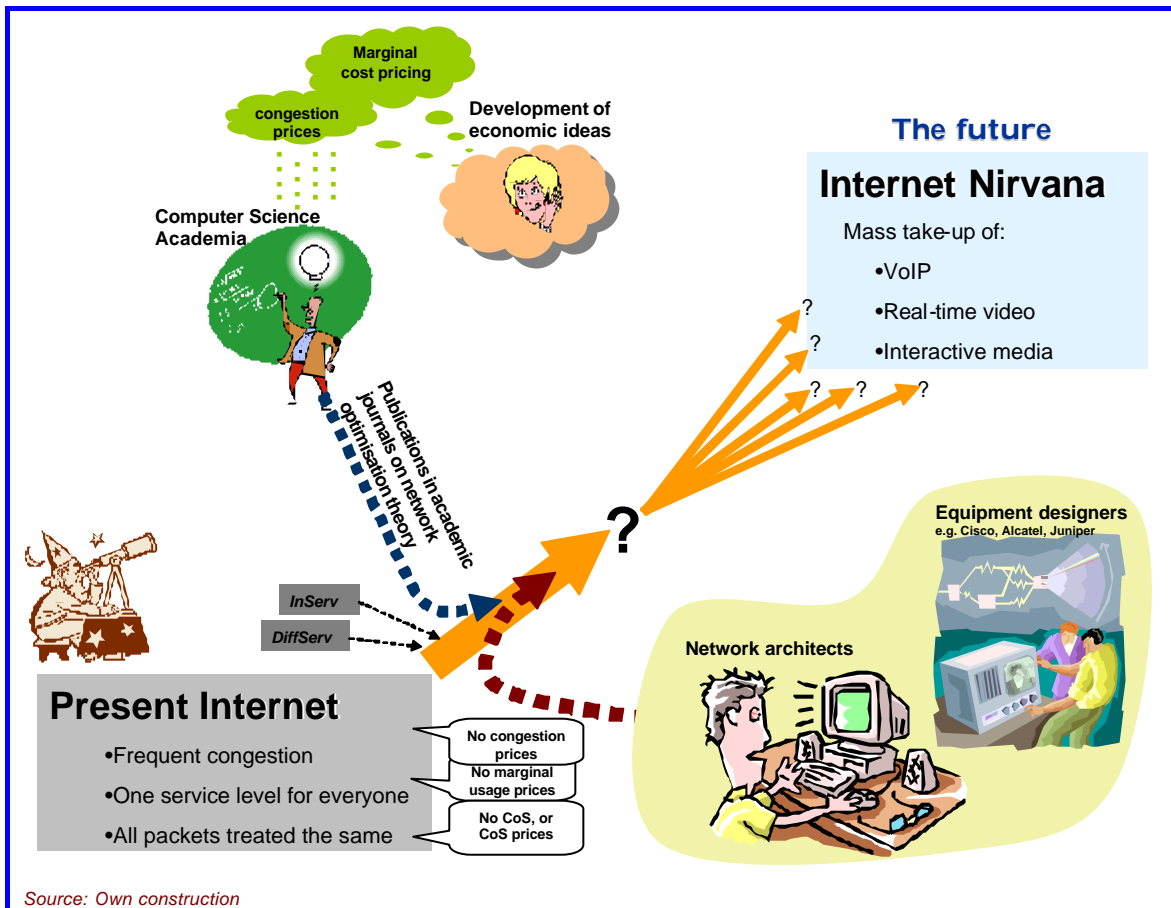 Marginal
cost pricing
congestion
prices
Development of
economic ideas
The future
Internet Nirvana
Mass take-up of:
•VoIP
•Real-time video
•Interactive media
Computer Science
Academia
Publications in academic
journals on network
optimisation theory
?
?
?
?
?
?
InServ
DiffServ
Equipment designers
e.g. Cisco, Alcatel, Juniper
Network architects
Present Internet
•Frequent congestion
•One service level for everyone
•All packets treated the same
No congestion
prices
No marginal
usage prices
No CoS, or
CoS prices
Source: Own construction